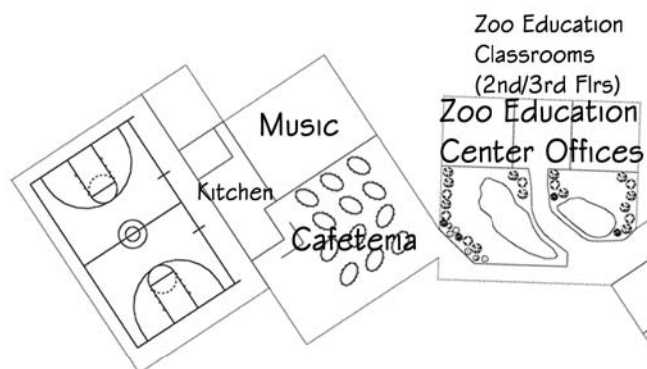 Zoo Education
Classrooms
(2nd/3rd Flrs)
Zoo Education
Center Offices
Music
Kitchen
Cafeteria